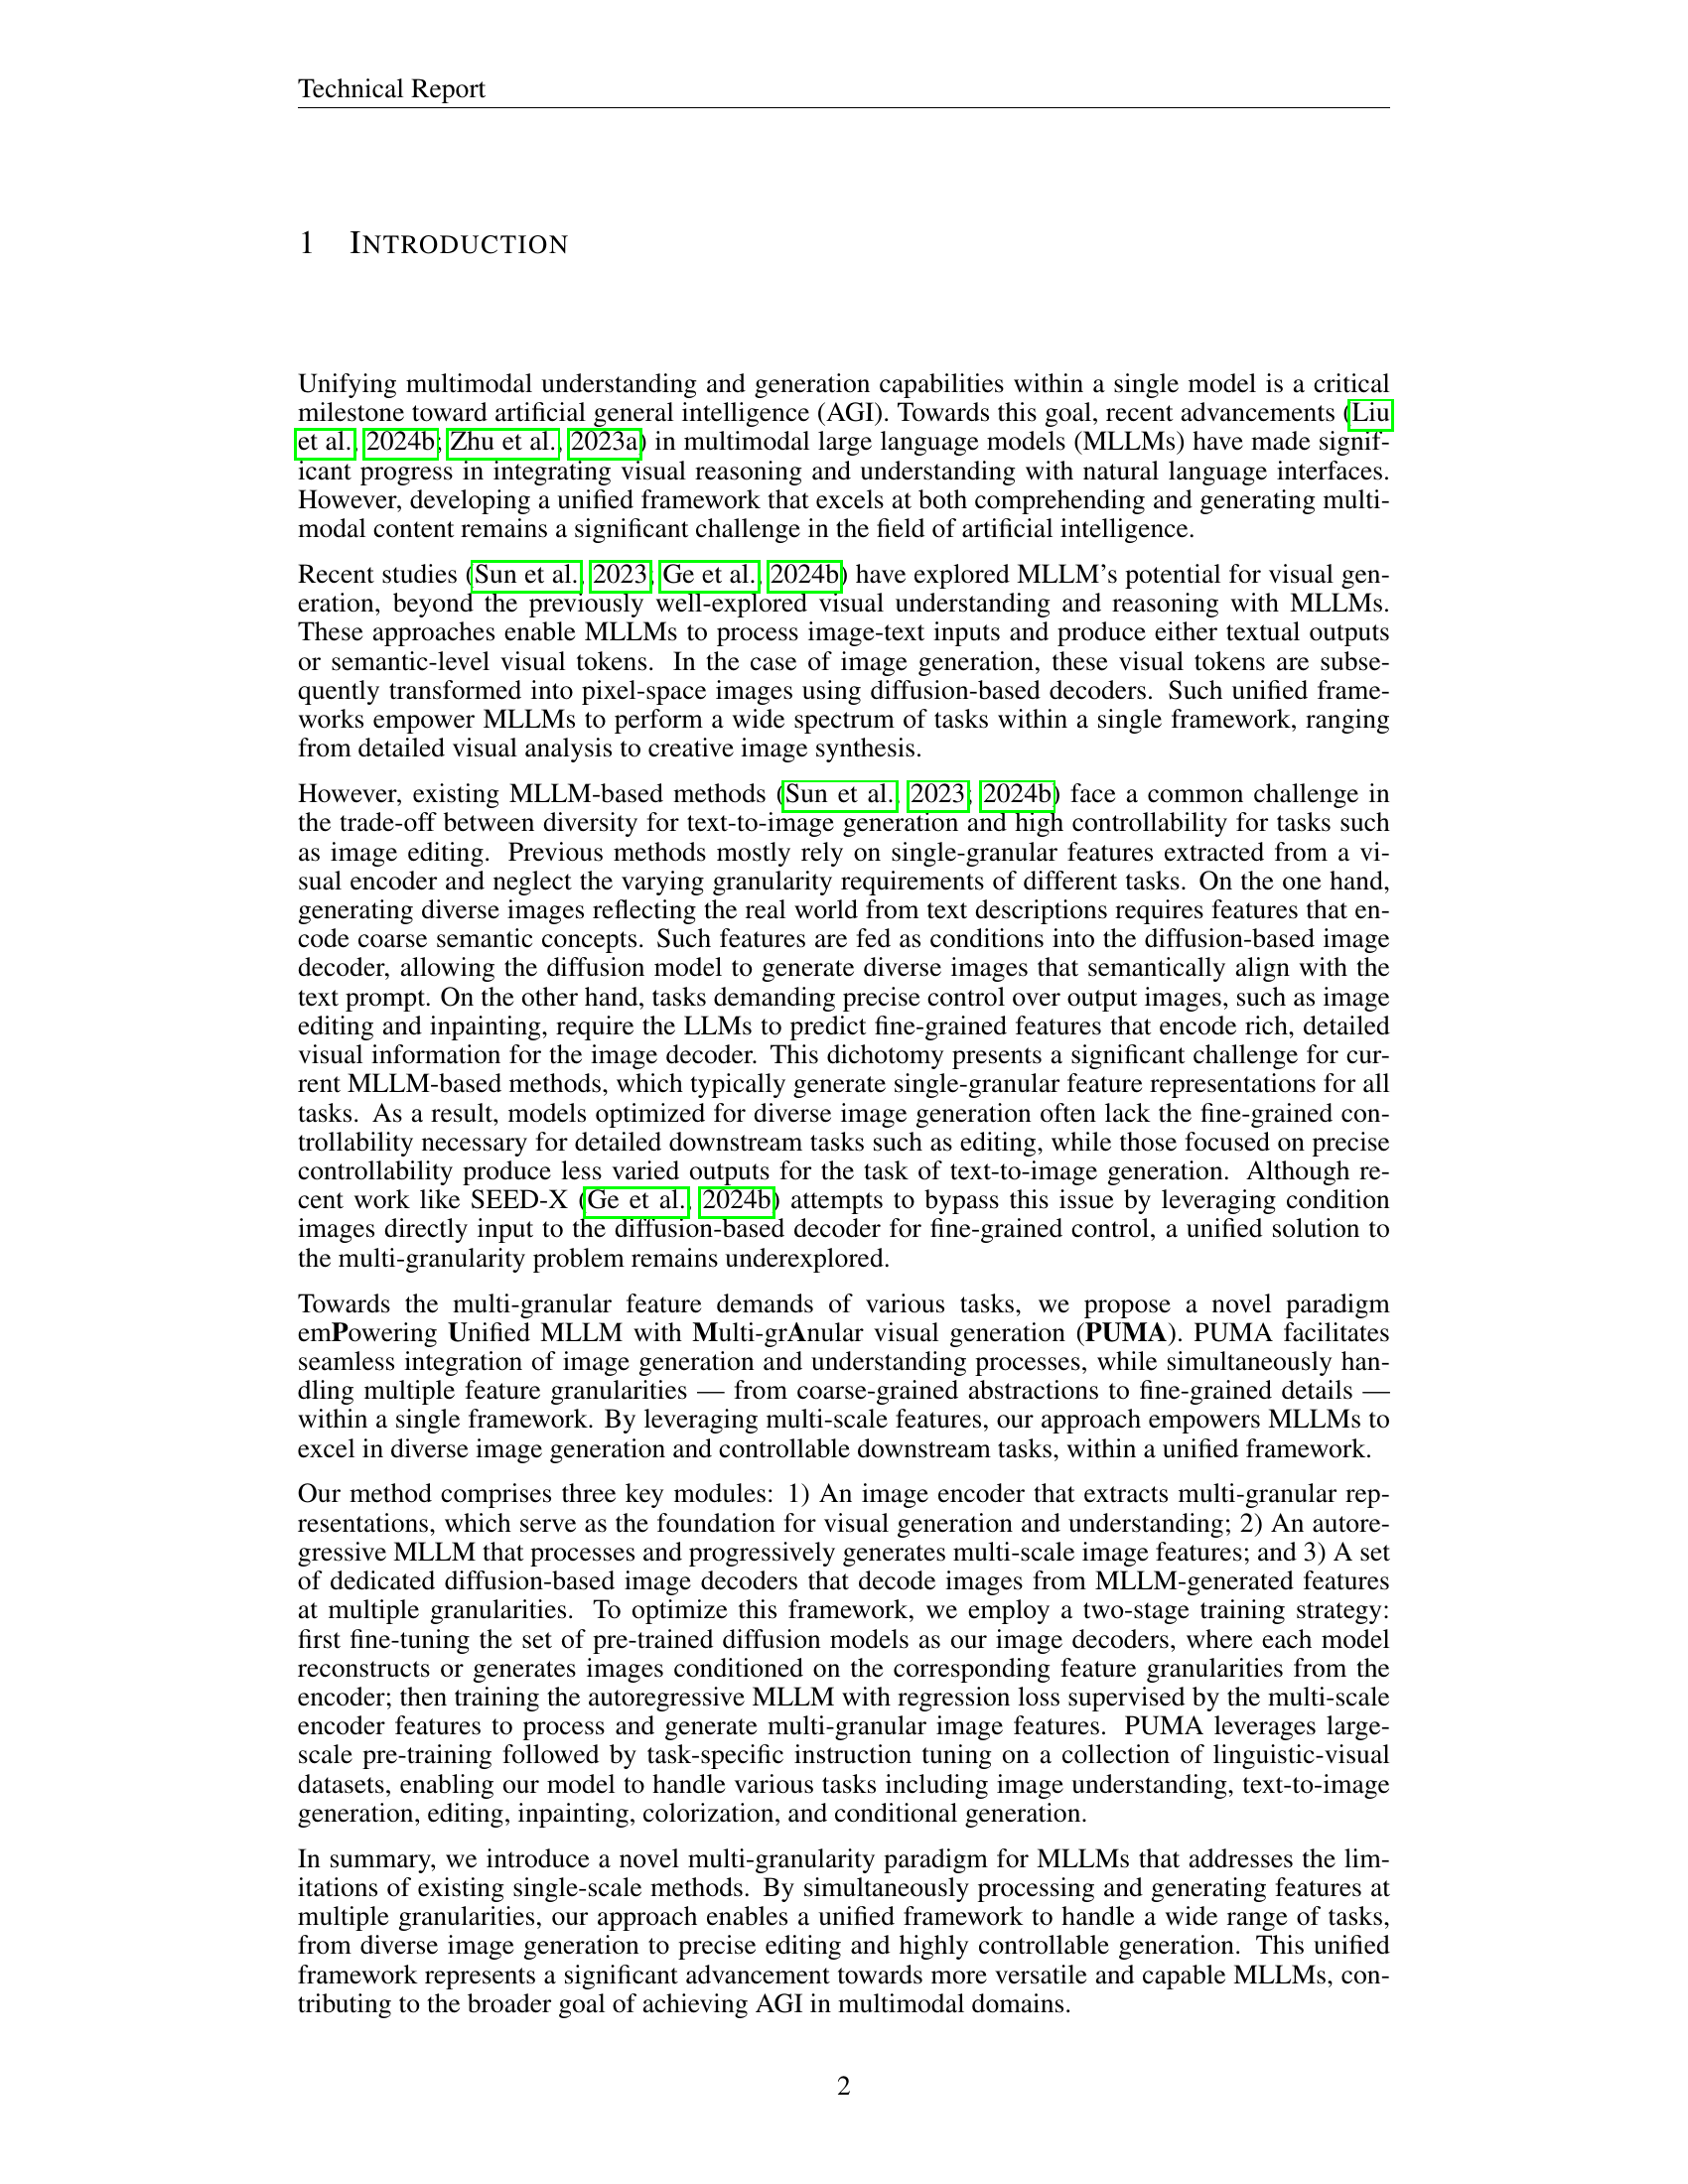 Technical Report
1 INTRODUCTION
Unifying multimodal understanding and generation capabilities within a single model is a critical
milestone toward artificial general intelligence (AGI). Towards this goal, recent advancements (Liu
et al., 2024b; Zhu et al., 2023a) in multimodal large language models (MLLMs) have made signif-
icant progress in integrating visual reasoning and understanding with natural language interfaces.
However, developing a unified framework that excels at both comprehending and generating multi-
modal content remains a significant challenge in the field of artificial intelligence.
Recent studies (Sun et al., 2023; Ge et al., 2024b) have explored MLLM's potential for visual gen-
eration, beyond the previously well-explored visual understanding and reasoning with MLLMs.
These approaches enable MLLMs to process image-text inputs and produce either textual outputs
or semantic-level visual tokens. In the case of image generation, these visual tokens are subse-
quently transformed into pixel-space images using diffusion-based decoders. Such unified frame-
works empower MLLMs to perform a wide spectrum of tasks within a single framework, ranging
from detailed visual analysis to creative image synthesis.
However, existing MLLM-based methods (Sun et al., 2023; 2024b) face a common challenge in
the trade-off between diversity for text-to-image generation and high controllability for tasks such
as image editing. Previous methods mostly rely on single-granular features extracted from a vi-
sual encoder and neglect the varying granularity requirements of different tasks. On the one hand,
generating diverse images reflecting the real world from text descriptions requires features that en-
code coarse semantic concepts. Such features are fed as conditions into the diffusion-based image
decoder, allowing the diffusion model to generate diverse images that semantically align with the
text prompt. On the other hand, tasks demanding precise control over output images, such as image
editing and inpainting, require the LLMs to predict fine-grained features that encode rich, detailed
visual information for the image decoder. This dichotomy presents a significant challenge for cur-
rent MLLM-based methods, which typically generate single-granular feature representations for all
tasks. As a result, models optimized for diverse image generation often lack the fine-grained con-
trollability necessary for detailed downstream tasks such as editing, while those focused on precise
controllability produce less varied outputs for the task of text-to-image generation. Although re-
cent work like SEED-X (Ge et al., 2024b) attempts to bypass this issue by leveraging condition
images directly input to the diffusion-based decoder for fine-grained control, a unified solution to
the multi-granularity problem remains underexplored.
Towards the multi-granular feature demands of various tasks, we propose a novel paradigm
emPowering Unified MLLM with Multi-grAnular visual generation (PUMA). PUMA facilitates
seamless integration of image generation and understanding processes, while simultaneously han-
dling multiple feature granularities — from coarse-grained abstractions to fine-grained details —
within a single framework. By leveraging multi-scale features, our approach empowers MLLMs to
excel in diverse image generation and controllable downstream tasks, within a unified framework.
Our method comprises three key modules: 1) An image encoder that extracts multi-granular rep-
resentations, which serve as the foundation for visual generation and understanding; 2) An autore-
gressive MLLM that processes and progressively generates multi-scale image features; and 3) A set
of dedicated diffusion-based image decoders that decode images from MLLM-generated features
at multiple granularities. To optimize this framework, we employ a two-stage training strategy:
first fine-tuning the set of pre-trained diffusion models as our image decoders, where each model
reconstructs or generates images conditioned on the corresponding feature granularities from the
encoder; then training the autoregressive MLLM with regression loss supervised by the multi-scale
encoder features to process and generate multi-granular image features. PUMA leverages large-
scale pre-training followed by task-specific instruction tuning on a collection of linguistic-visual
datasets, enabling our model to handle various tasks including image understanding, text-to-image
generation, editing, inpainting, colorization, and conditional generation.
In summary, we introduce a novel multi-granularity paradigm for MLLMs that addresses the lim-
itations of existing single-scale methods. By simultaneously processing and generating features at
multiple granularities, our approach enables a unified framework to handle a wide range of tasks,
from diverse image generation to precise editing and highly controllable generation. This unified
framework represents a significant advancement towards more versatile and capable MLLMs, con-
tributing to the broader goal of achieving AGI in multimodal domains.
2